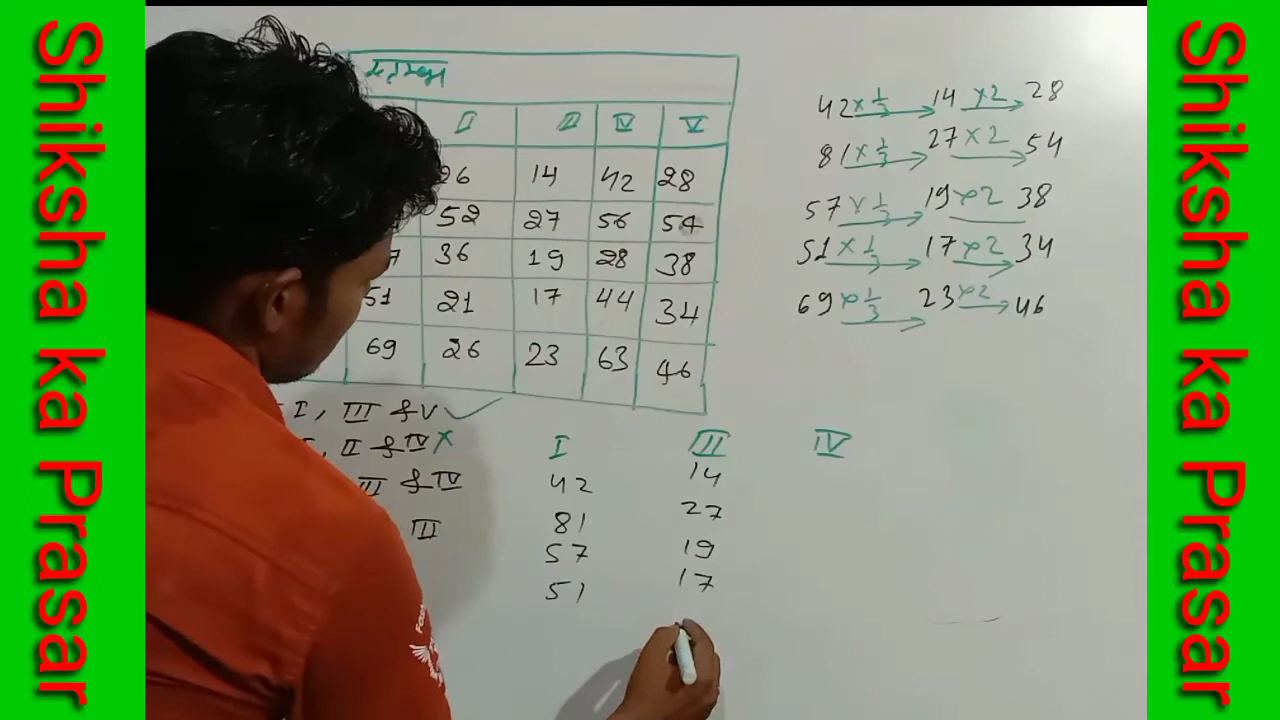 Shiksha ka Prasar
II II IV V
26 14 42 28
52 27 56 54
7 36 19 28 38
51 21 17 44 34
69 26 23 63 46
I, III & V ✓
, II & IV ×
III & IV
III
42 × 1/3 → 14 × 2 → 28
81 × 1/3 → 27 × 2 → 54
57 × 1/3 → 19 × 2 38
51 × 1/3 → 17 × 2 → 34
69 × 1/3 → 23 × 2 → 46
I III IV
42 14
81 27
57 19
51 17
Shiksha ka Prasar